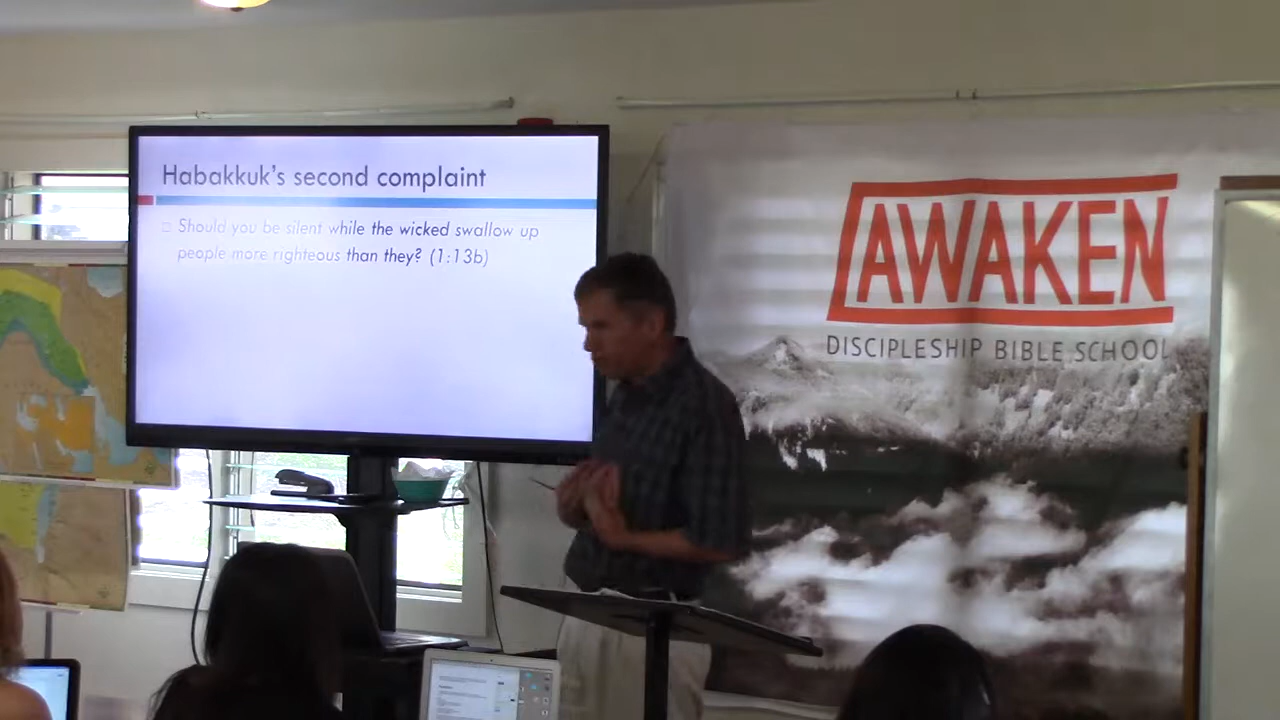 Habakkuk's second complaint
Should you be silent while the wicked swallow up
people more righteous than they? (1:13b)
AWAKEN
DISCIPLESHIP BIBLE SCHOOL